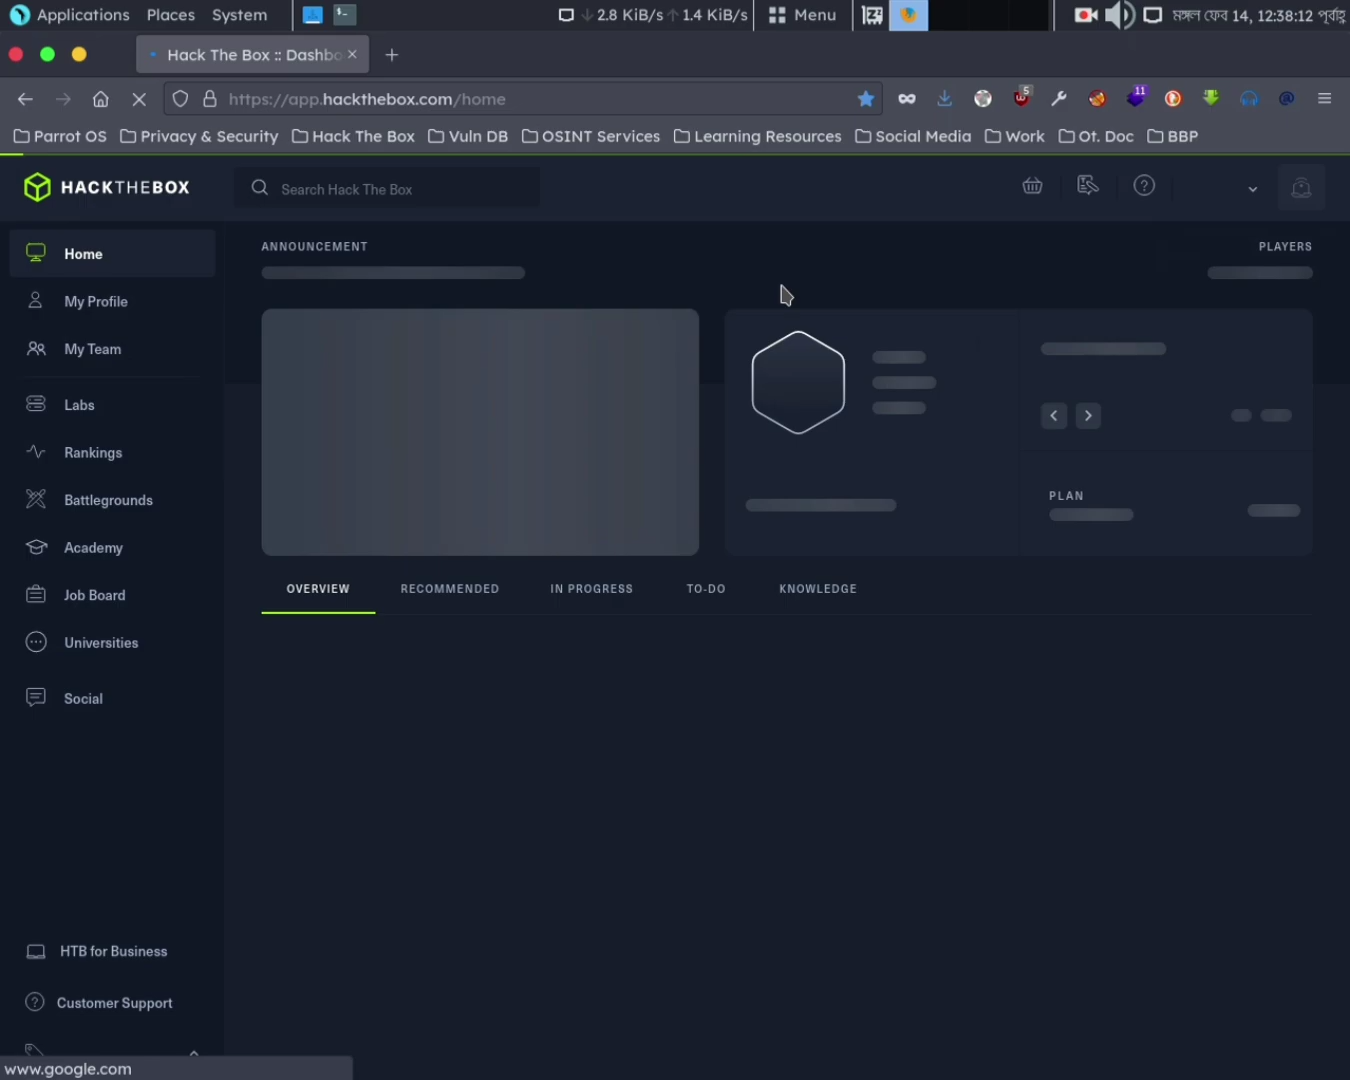 Applications Places System 2.8 KiB/s 1.4 KiB/s Menu মঙ্গল ফেব 14, 12:38:12 পূর্বাহ্ণ
Hack The Box :: Dashbo
https://app.hackthebox.com/home 5 11
Parrot OS Privacy & Security Hack The Box Vuln DB OSINT Services Learning Resources Social Media Work Ot. Doc BBP
HACKTHEBOX Search Hack The Box
ANNOUNCEMENT PLAYERS
Home
My Profile
My Team
Labs
Rankings
Battlegrounds
Academy
Job Board
Universities
Social
PLAN
OVERVIEW RECOMMENDED IN PROGRESS TO-DO KNOWLEDGE
HTB for Business
Customer Support
www.google.com